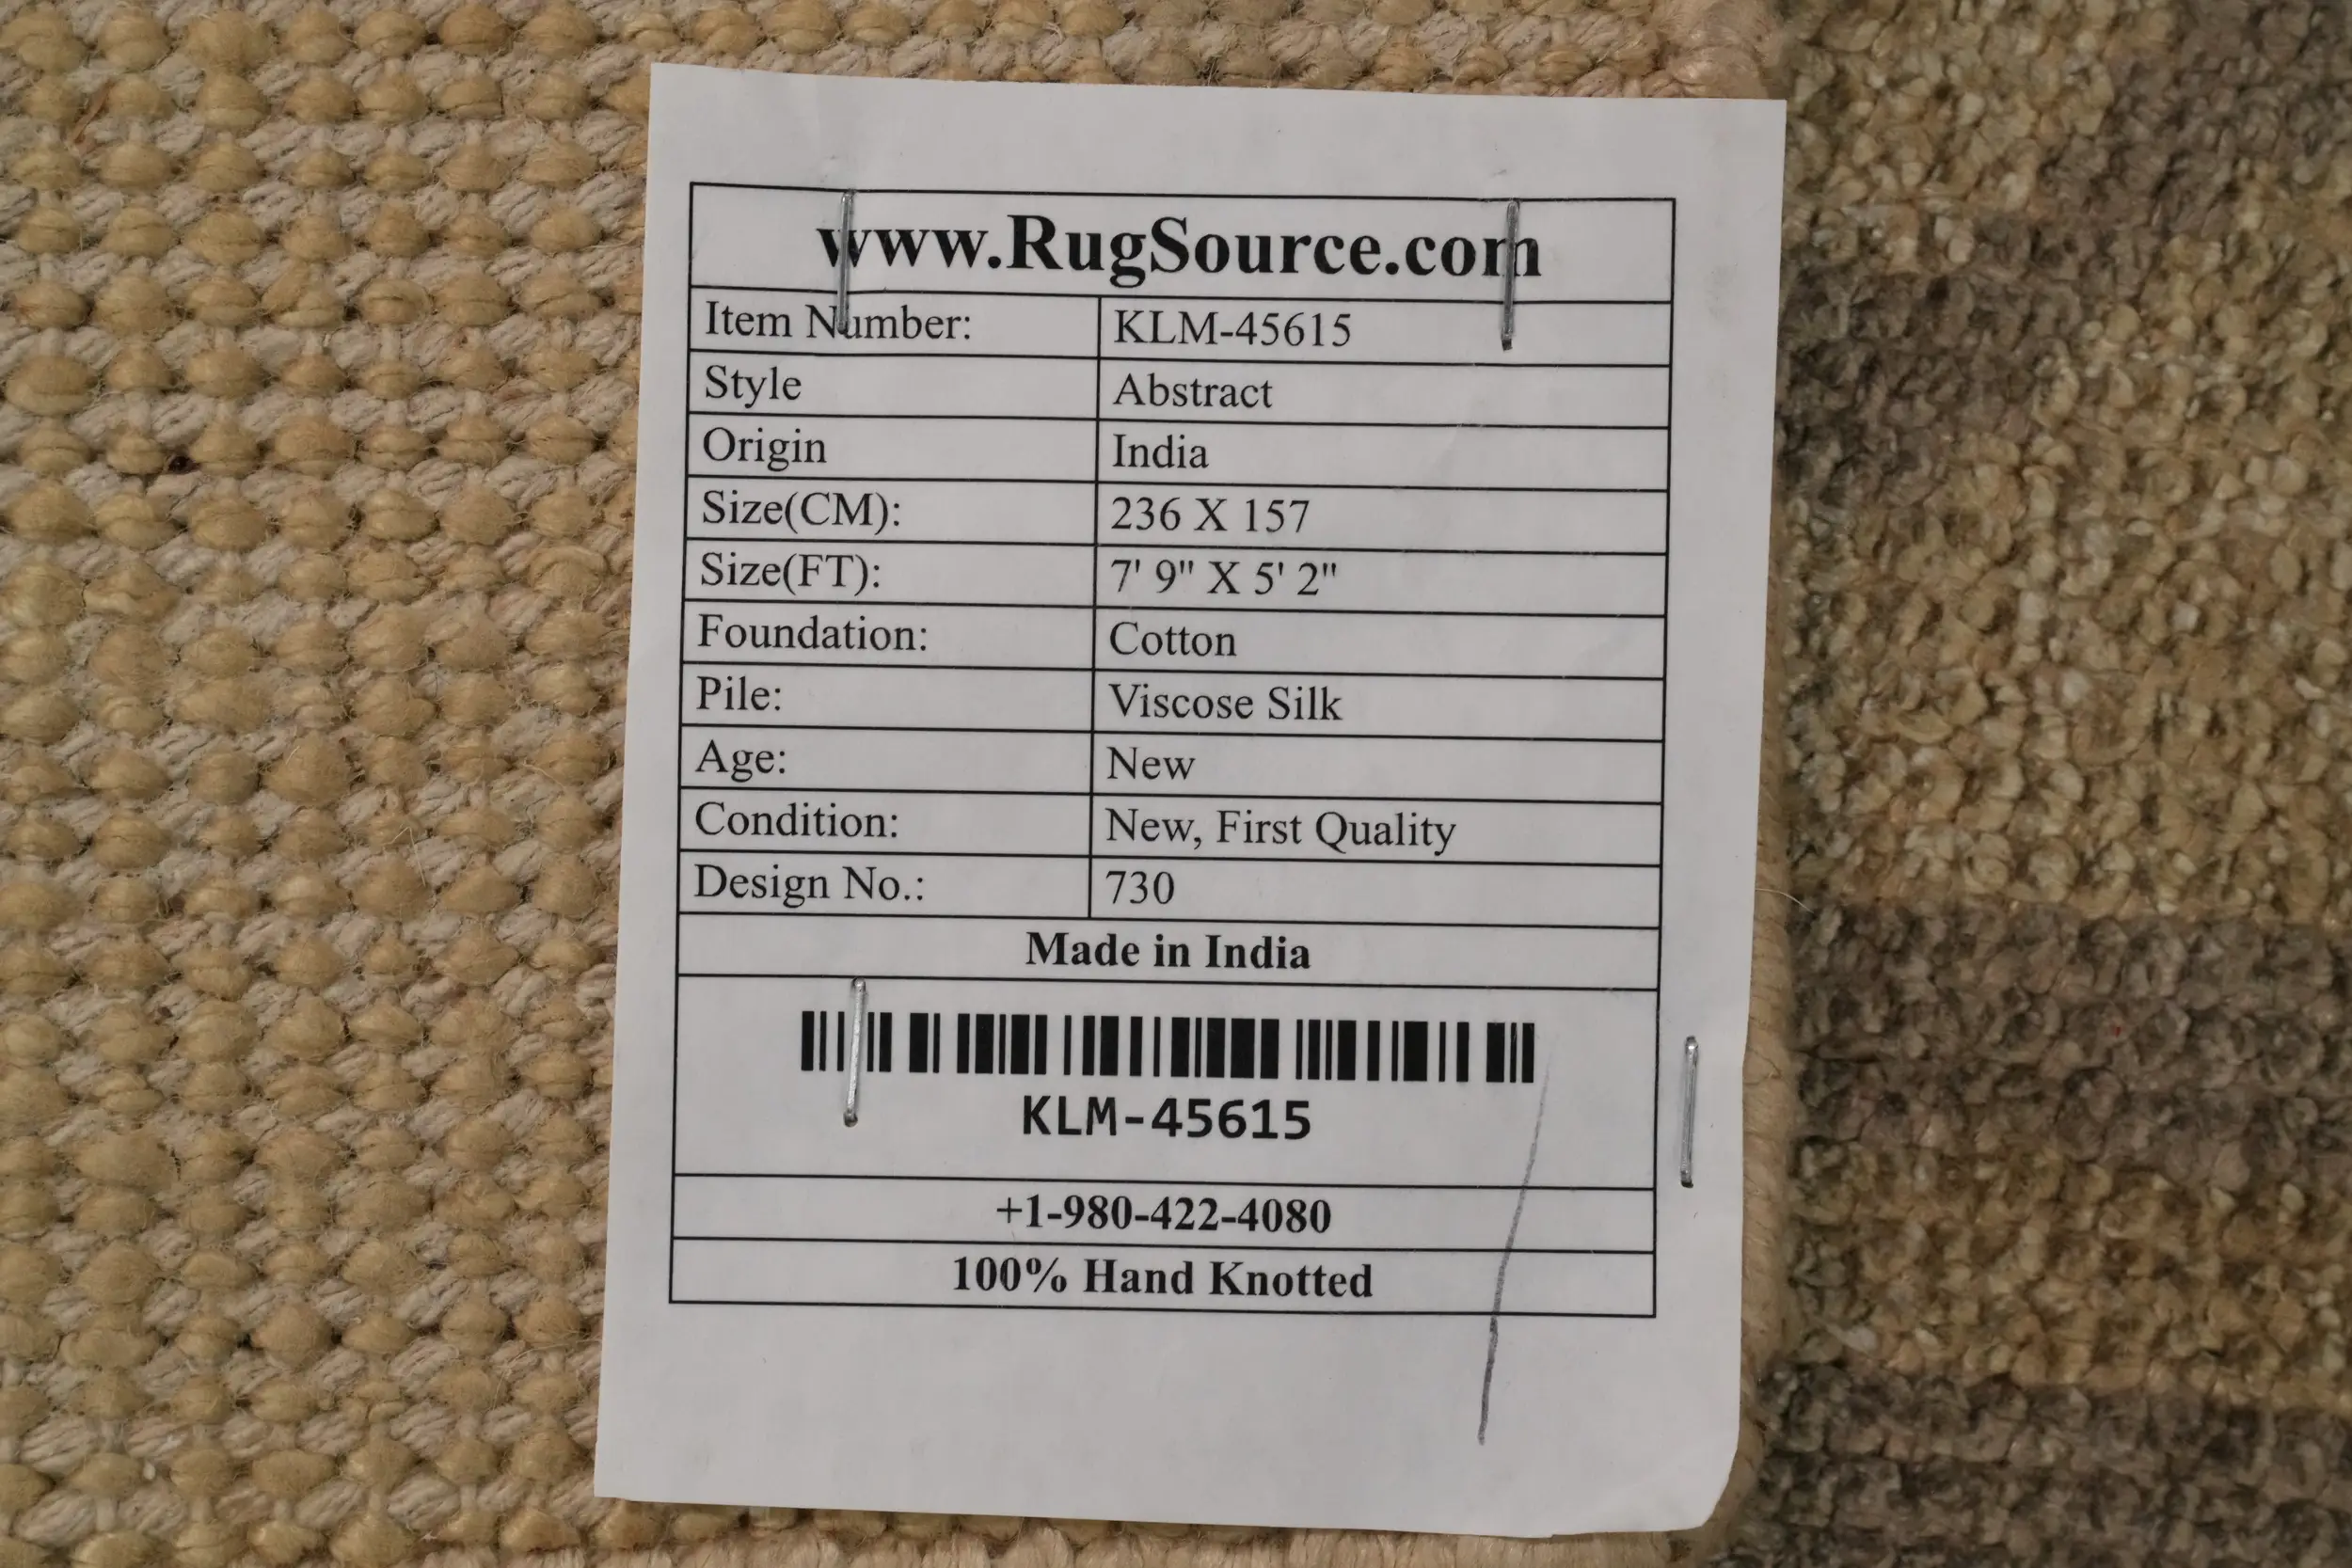 www.RugSource.com
Item Number: KLM-45615
Style Abstract
Origin India
Size(CM): 236 X 157
Size(FT): 7' 9" X 5' 2"
Foundation: Cotton
Pile: Viscose Silk
Age: New
Condition: New, First Quality
Design No.: 730
Made in India
KLM-45615
+1-980-422-4080
100% Hand Knotted